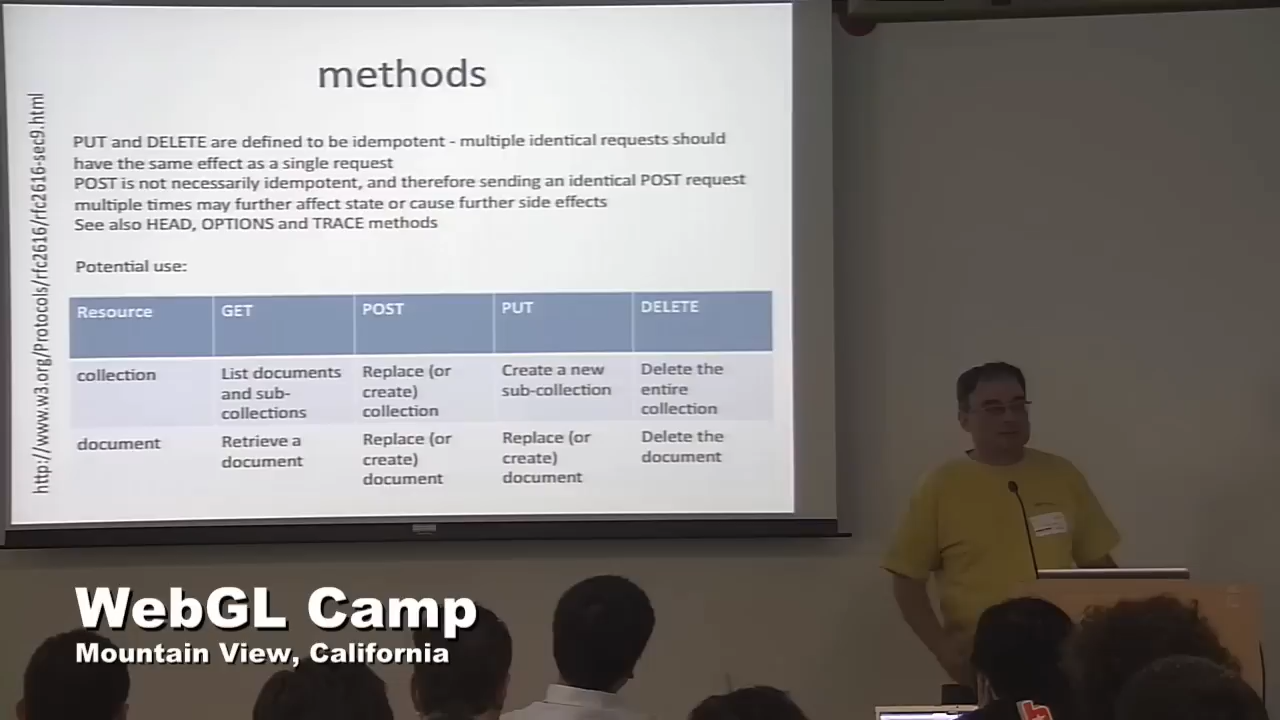 methods
http://www.w3.org/Protocols/rfc2616/rfc2616-sec9.html
PUT and DELETE are defined to be idempotent - multiple identical requests should
have the same effect as a single request
POST is not necessarily idempotent, and therefore sending an identical POST request
multiple times may further affect state or cause further side effects
See also HEAD, OPTIONS and TRACE methods
Potential use:
Resource GET POST PUT DELETE
collection List documents Replace (or Create a new Delete the
and sub- create) sub-collection entire
collections collection collection
document Retrieve a Replace (or Replace (or Delete the
document create) create) document
document document
WebGL Camp
Mountain View, California